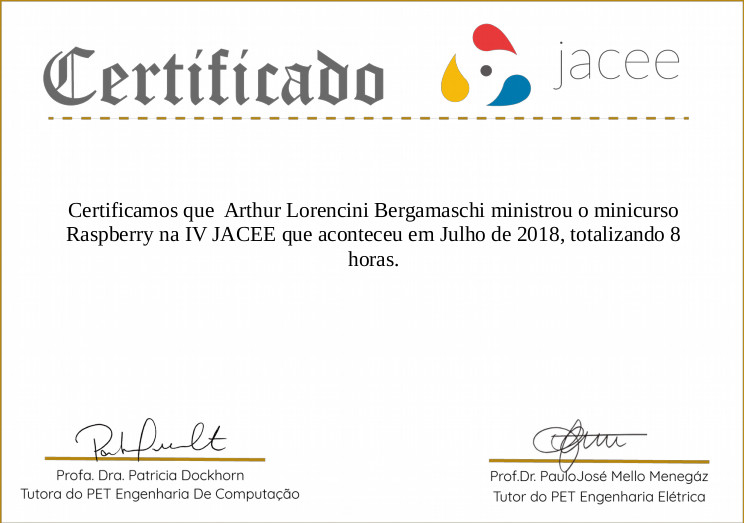 Certificado
jacee
Certificamos que  Arthur Lorencini Bergamaschi ministrou o minicurso
Raspberry na IV JACEE que aconteceu em Julho de 2018, totalizando 8
horas.
Profa. Dra. Patricia Dockhorn
Tutora do PET Engenharia De Computação
Prof.Dr. PauloJosé Mello Menegáz
Tutor do PET Engenharia Elétrica